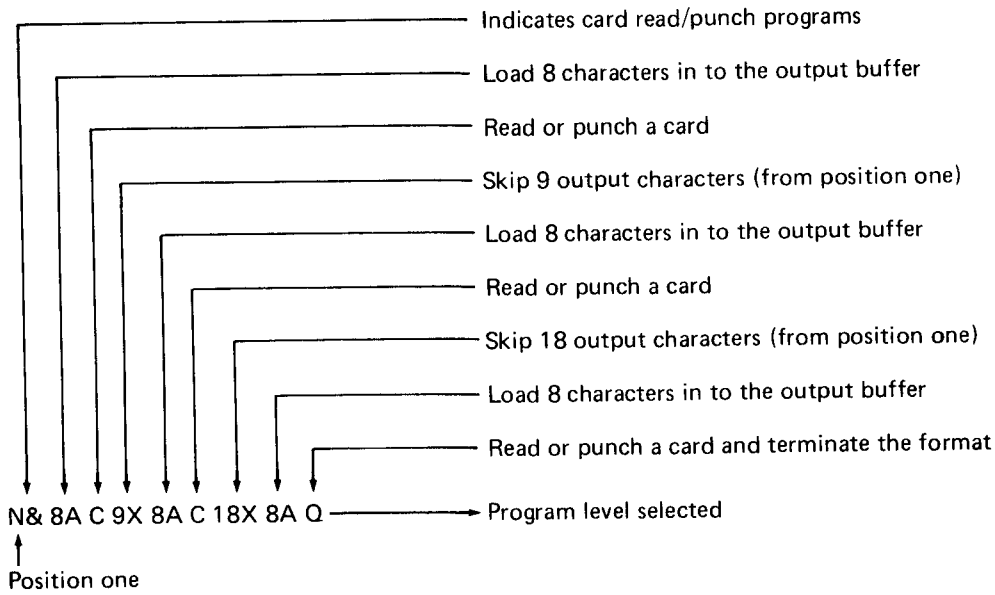 Indicates card read/punch programs
Load 8 characters in to the output buffer
Read or punch a card
Skip 9 output characters (from position one)
Load 8 characters in to the output buffer
Read or punch a card
Skip 18 output characters (from position one)
Load 8 characters in to the output buffer
Read or punch a card and terminate the format
N& 8A C 9X 8A C 18X 8A Q Program level selected
Position one